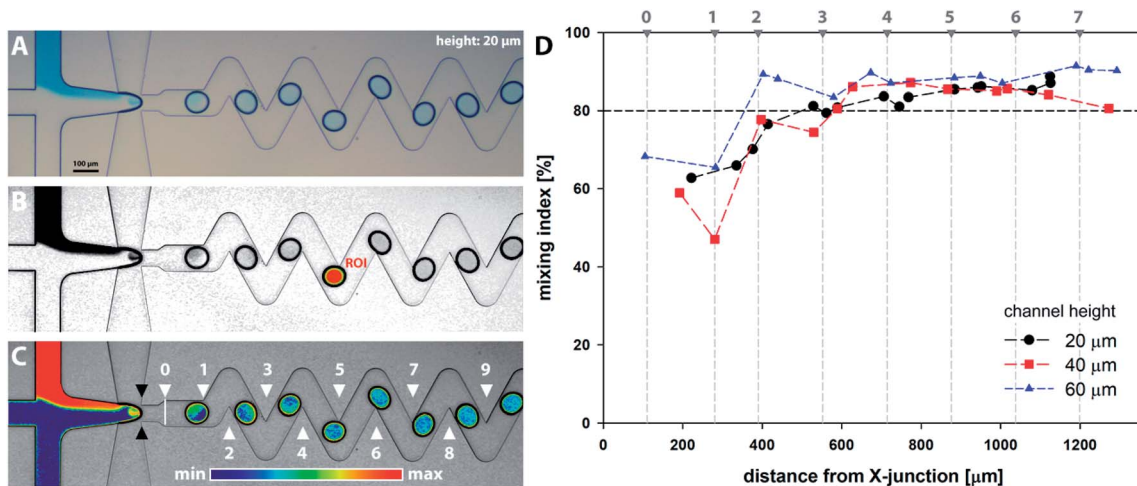 A
height: 20 µm
100 µm
B
ROI
C
0 1 3 5 7 9
2 4 6 8
min max
D
0 1 2 3 4 5 6 7
100
80
60
40
20
0
mixing index [%]
channel height
20 µm
40 µm
60 µm
0 200 400 600 800 1000 1200
distance from X-junction [µm]